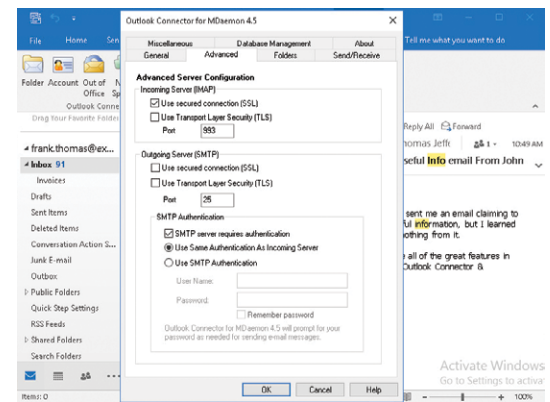 Outlook Connector for MDaemon 4.5
File Home Sen
Tell me what you want to do
Folder Account Out of N
Office Sp
Outlook Conne
Drag Your Favorite Folder
frank.thomas@ex...
Inbox 91
Invoices
Drafts
Sent Items
Deleted Items
Conversation Action S...
Junk E-mail
Outbox
Public Folders
Quick Step Settings
RSS Feeds
Shared Folders
Search Folders
Items: 0
Miscellaneous Database Management About
General Advanced Folders Send/Receive
Advanced Server Configuration
Incoming Server (IMAP)
Use secured connection (SSL)
Use Transport Layer Security (TLS)
Port 993
Outgoing Server (SMTP)
Use secured connection (SSL)
Use Transport Layer Security (TLS)
Port 25
SMTP Authentication
SMTP server requires authentication
Use Same Authentication As Incoming Server
Use SMTP Authentication
User Name:
Password:
Remember password
Outlook Connector for MDaemon 4.5 will prompt for your
password as needed for sending e-mail messages.
OK Cancel Help
Reply All Forward
homas Jeffe 1 10:49 AM
seful Info email From John
sent me an email claiming to
ful information, but I learned
othing from it.
all of the great features in
Outlook Connector &
Activate Windows
Go to Settings to activa
100%